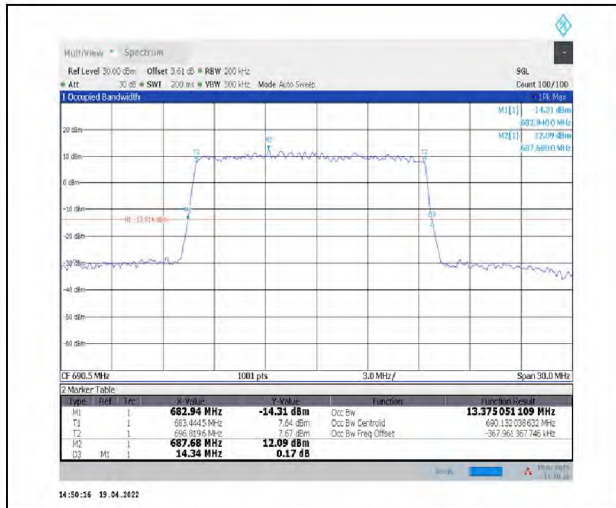 MultiView Spectrum
Ref Level 30.00 dBm Offset 3.61 dB RBW 200 kHz SGL
Att 30 dB SWT 200 ms VBW 500 kHz Mode Auto Sweep Count 100/100
1 Occupied Bandwidth 1Pk Max
M1[1] -14.31 dBm
682.9400 MHz
M2[1] 12.09 dBm
687.6800 MHz
20 dBm
10 dBm
0 dBm
-10 dBm
-20 dBm
-30 dBm
-40 dBm
-50 dBm
-60 dBm
CF 690.5 MHz 1001 pts 3.0 MHz/ Span 30.0 MHz
2 Marker Table
Type Ref Trc X-Value Y-Value Function Function Result
M1 1 682.94 MHz -14.31 dBm Occ Bw 13.375 051 109 MHz
T1 1 683.4445 MHz 7.64 dBm Occ Bw Centroid 690.132 038 632 MHz
T2 1 696.8196 MHz 7.67 dBm Occ Bw Freq Offset -367.961 367 746 kHz
M2 1 687.68 MHz 12.09 dBm
D3 M1 1 14.34 MHz 0.17 dB
14:50:16 19.04.2022